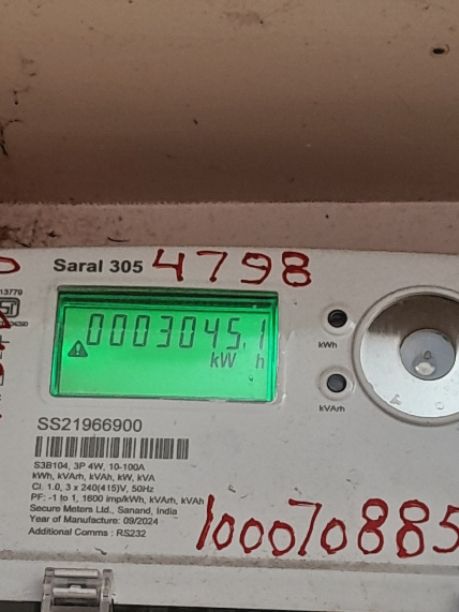 Saral 305 4798
13779
0003045.1
kW h
kWh
kVArh
SS21966900
S3B104, 3P 4W, 10-100A
kWh, kVArh, kVAh, kW, kVA
Cl. 1.0, 3 x 240(415)V, 50Hz
PF: -1 to 1, 1600 imp/kWh, kVArh, kVAh
Secure Meters Ltd., Sanand, India
Year of Manufacture: 09/2024
Additional Comms : RS232
100070885